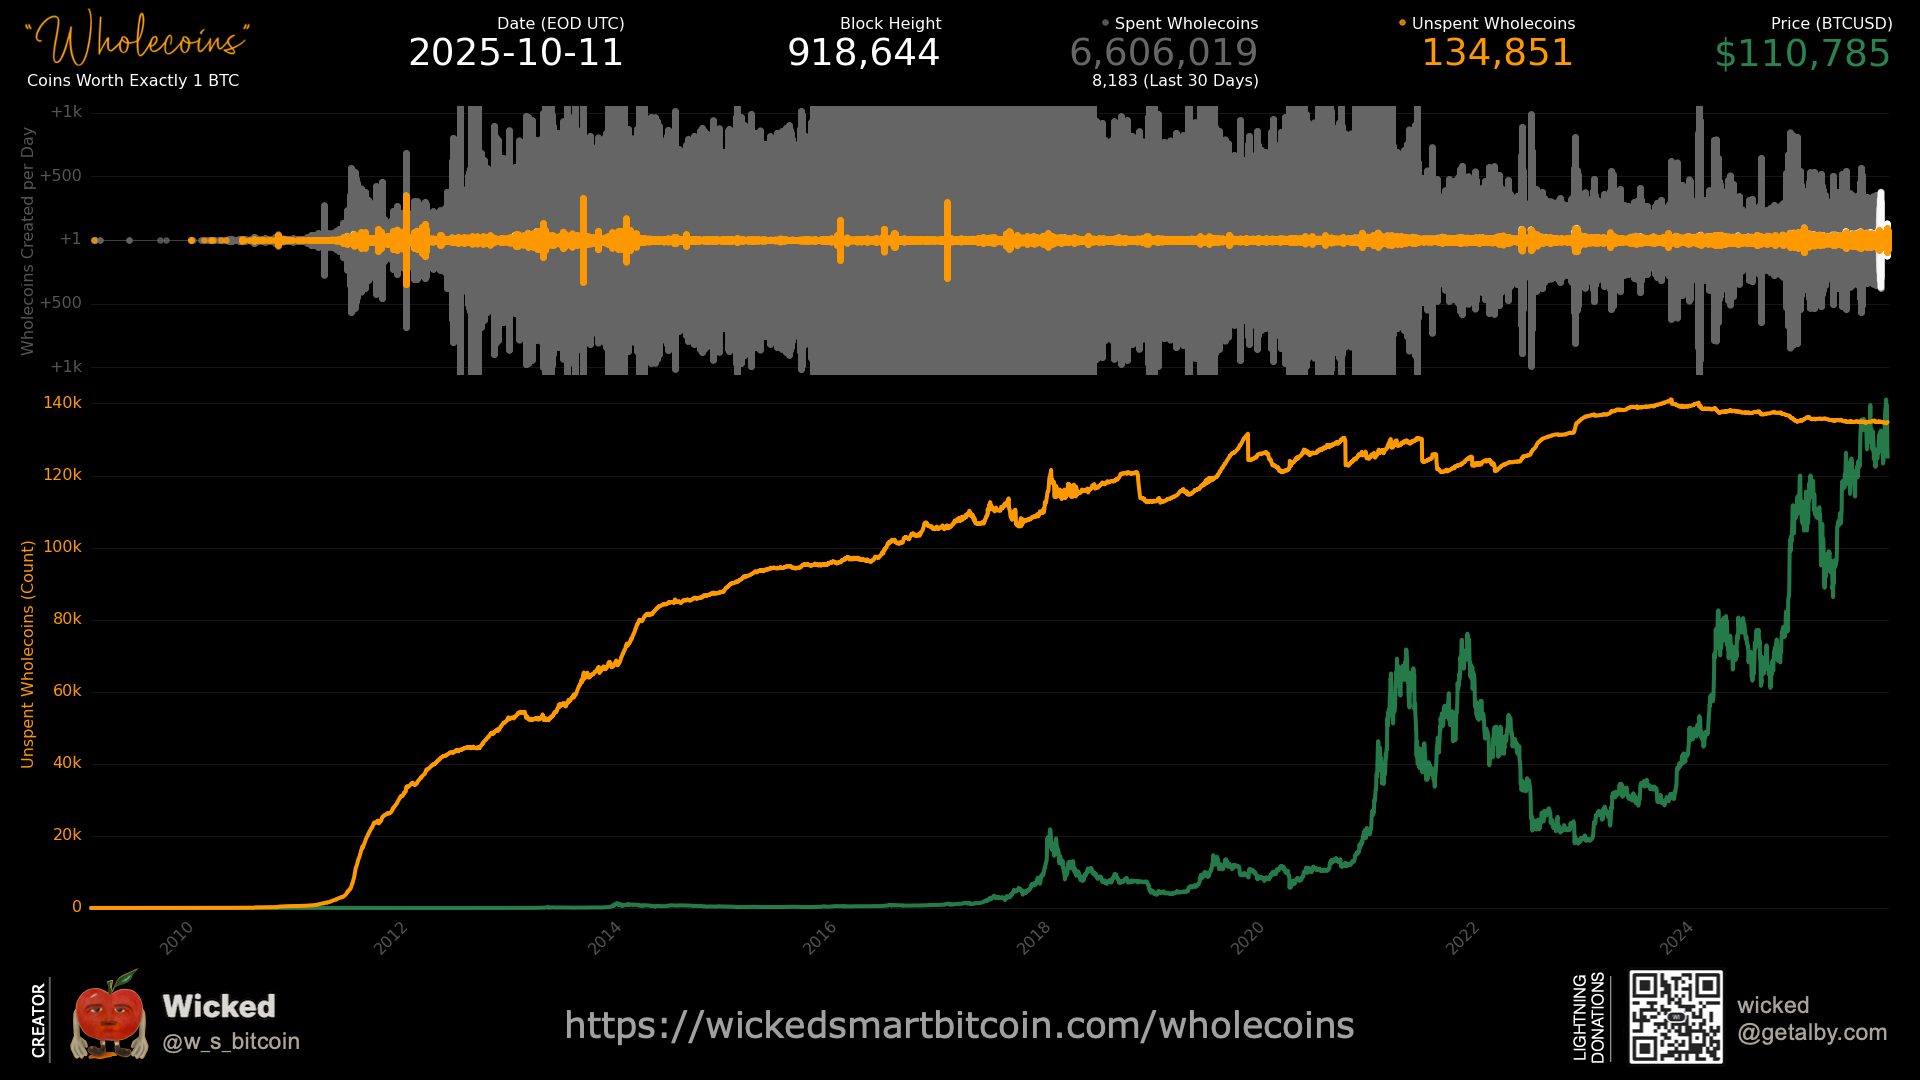 "Wholecoins"
Coins Worth Exactly 1 BTC
Date (EOD UTC)
2025-10-11
Block Height
918,644
Spent Wholecoins
6,606,019
8,183 (Last 30 Days)
Unspent Wholecoins
134,851
Price (BTCUSD)
$110,785
Wholecoins Created per Day
+1k
+500
+1
+500
+1k
Unspent Wholecoins (Count)
140k
120k
100k
80k
60k
40k
20k
0
2010
2012
2014
2016
2018
2020
2022
2024
CREATOR
Wicked
@w_s_bitcoin
https://wickedsmartbitcoin.com/wholecoins
LIGHTNING
DONATIONS
wicked
@getalby.com